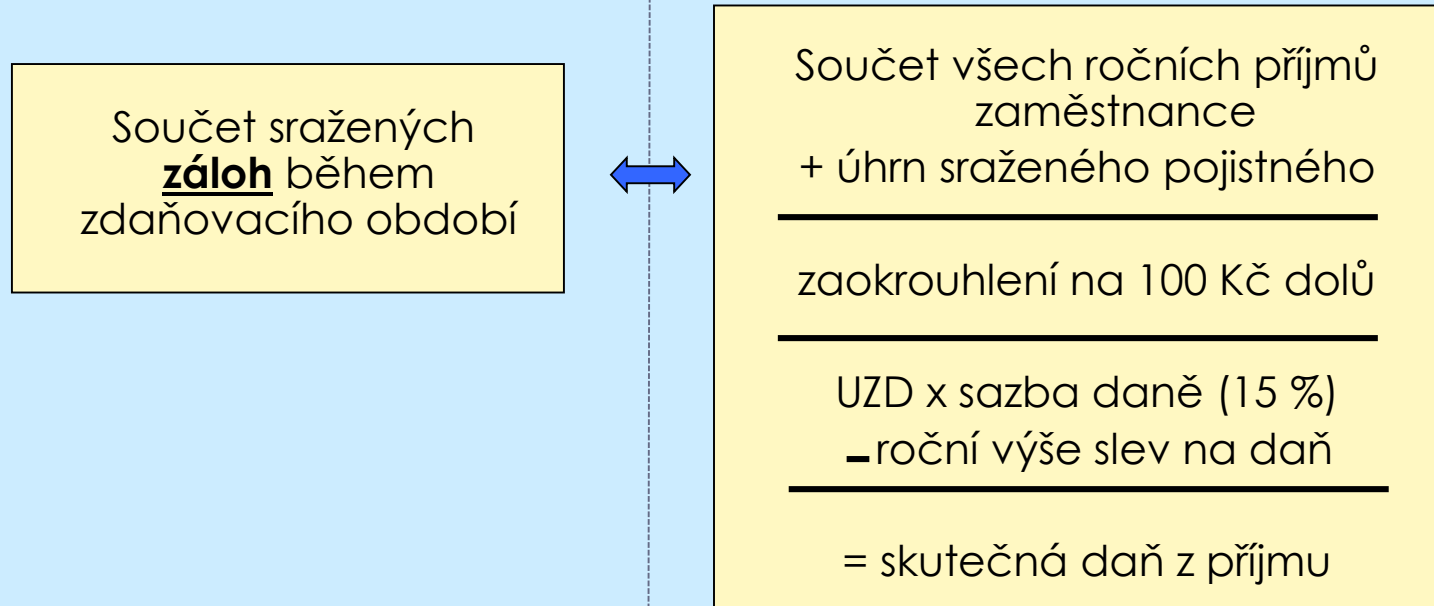 Součet sražených
záloh během
zdaňovacího období
Součet všech ročních příjmů
zaměstnance
+ úhrn sraženého pojistného
zaokrouhlení na 100 Kč dolů
UZD x sazba daně (15 %)
- roční výše slev na daň
= skutečná daň z příjmu